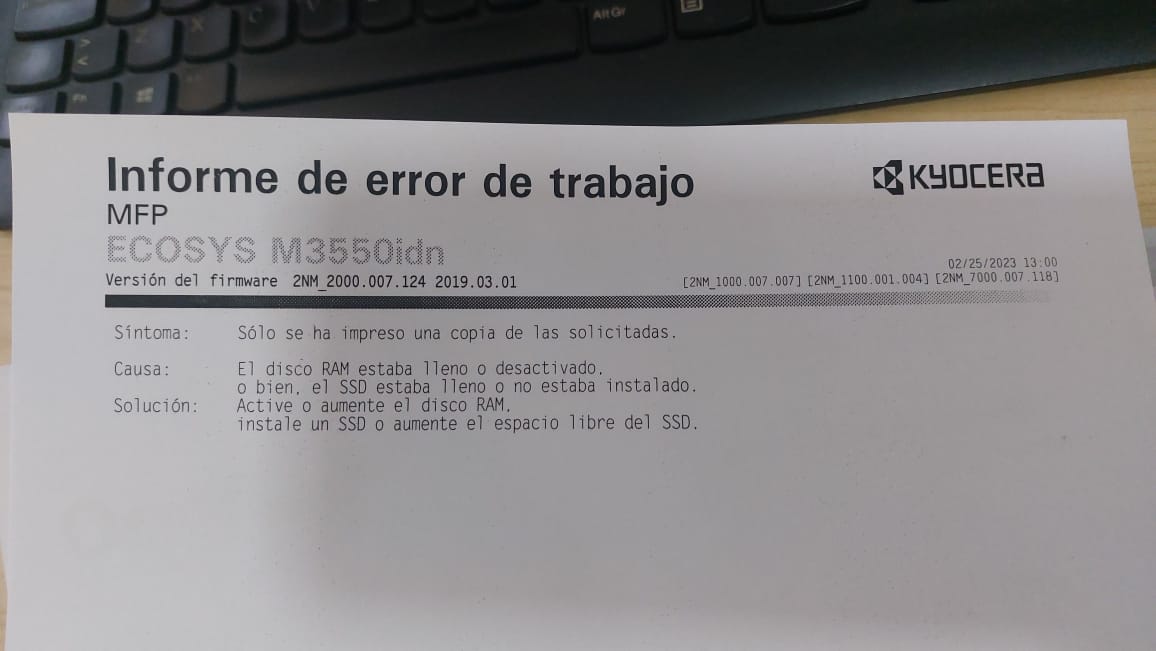 Alt Gr
Informe de error de trabajo
KYOCERA
MFP
ECOSYS M3550idn
02/25/2023 13:00
Versión del firmware 2NM_2000.007.124 2019.03.01
[2NM_1000.007.007] [2NM_1100.001.004] [2NM_7000.007.118]
Síntoma: Sólo se ha impreso una copia de las solicitadas.
Causa: El disco RAM estaba lleno o desactivado,
o bien, el SSD estaba lleno o no estaba instalado.
Solución: Active o aumente el disco RAM,
instale un SSD o aumente el espacio libre del SSD.